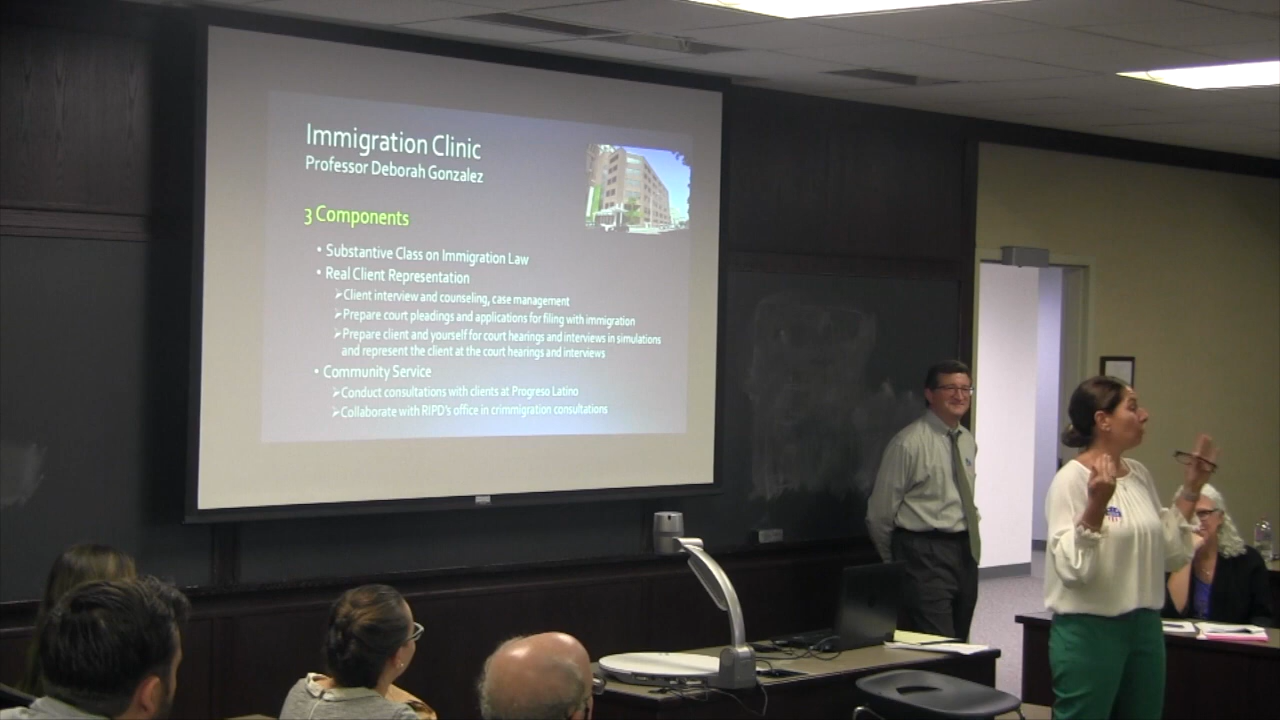 Immigration Clinic
Professor Deborah Gonzalez
3 Components
• Substantive Class on Immigration Law
• Real Client Representation
➢Client interview and counseling, case management
➢Prepare court pleadings and applications for filing with immigration
➢Prepare client and yourself for court hearings and interviews in simulations
and represent the client at the court hearings and interviews
• Community Service
➢Conduct consultations with clients at Progreso Latino
➢Collaborate with RIPD's office in crimmigration consultations